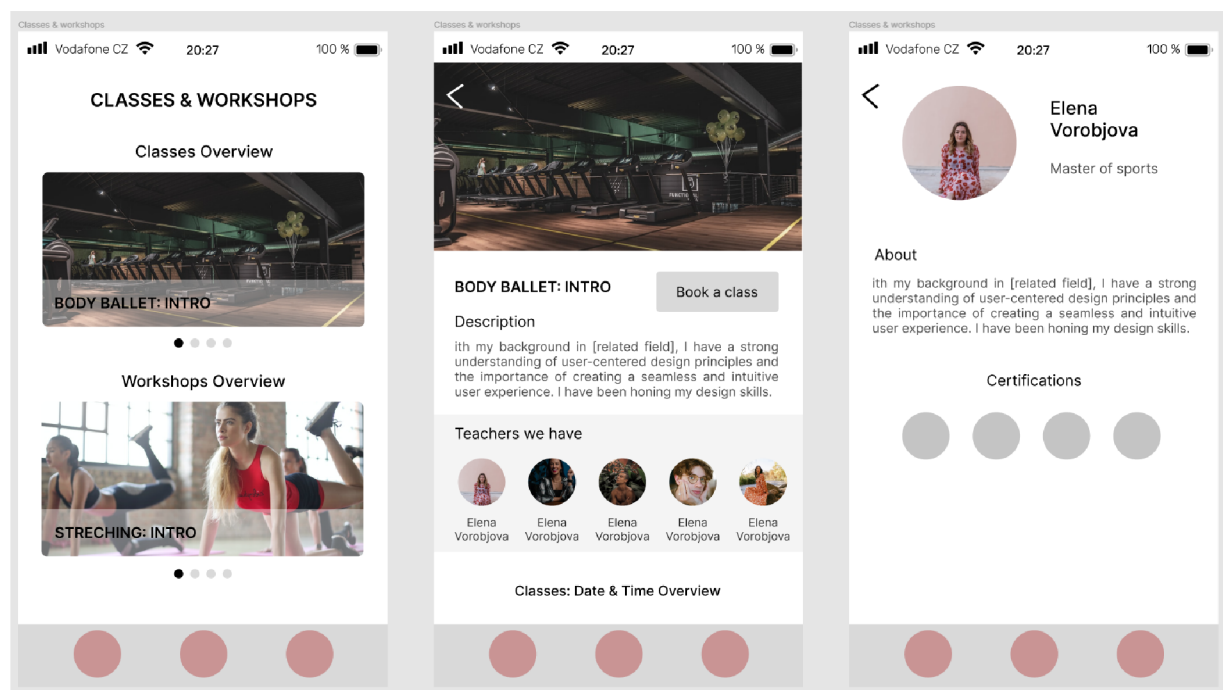 Classes & workshops
Vodafone CZ 20:27 100 %
CLASSES & WORKSHOPS
Classes Overview
BODY BALLET: INTRO
Workshops Overview
STRECHING: INTRO
Classes & workshops
Vodafone CZ 20:27 100 %
BODY BALLET: INTRO
Book a class
Description
ith my background in [related field], I have a strong
understanding of user-centered design principles and
the importance of creating a seamless and intuitive
user experience. I have been honing my design skills.
Teachers we have
Elena Elena Elena Elena Elena
Vorobjova Vorobjova Vorobjova Vorobjova Vorobjova
Classes: Date & Time Overview
Classes & workshops
Vodafone CZ 20:27 100 %
Elena
Vorobjova
Master of sports
About
ith my background in [related field], I have a strong
understanding of user-centered design principles and
the importance of creating a seamless and intuitive
user experience. I have been honing my design skills.
Certifications